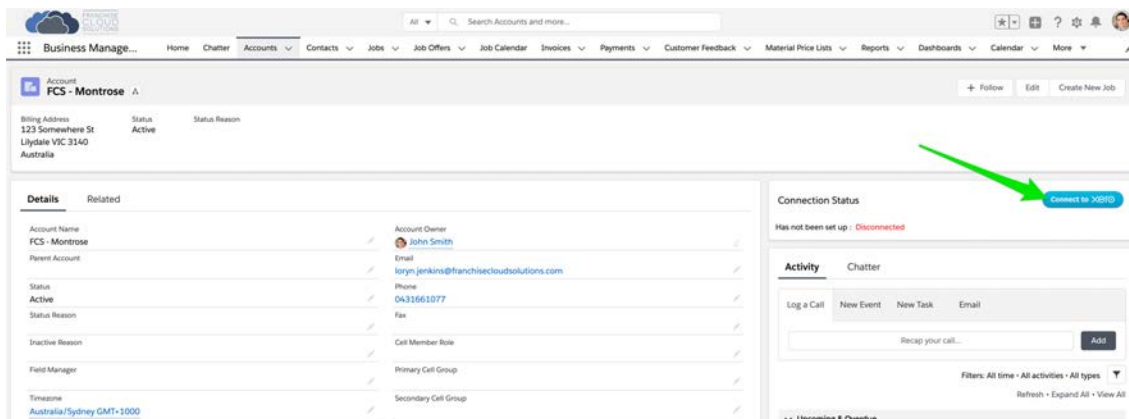 FRANCHISE
CLOUD
SOLUTIONS
All
Search Accounts and more...
Business Manage...
Home Chatter Accounts Contacts Jobs Job Offers Job Calendar Invoices Payments Customer Feedback Material Price Lists Reports Dashboards Calendar More
Account
FCS - Montrose
+ Follow Edit Create New Job
Billing Address Status Status Reason
123 Somewhere St Active
Lilydale VIC 3140
Australia
Details Related
Account Name Account Owner
FCS - Montrose John Smith
Parent Account Email
loryn.jenkins@franchisecloudsolutions.com
Status Phone
Active 0431661077
Status Reason Fax
Inactive Reason Cell Member Role
Field Manager Primary Cell Group
Timezone Secondary Cell Group
Australia/Sydney GMT+1000
Connection Status Connect to xero
Has not been set up : Disconnected
Activity Chatter
Log a Call New Event New Task Email
Recap your call... Add
Filters: All time • All activities • All types
Refresh • Expand All • View All
Upcoming & Overdue